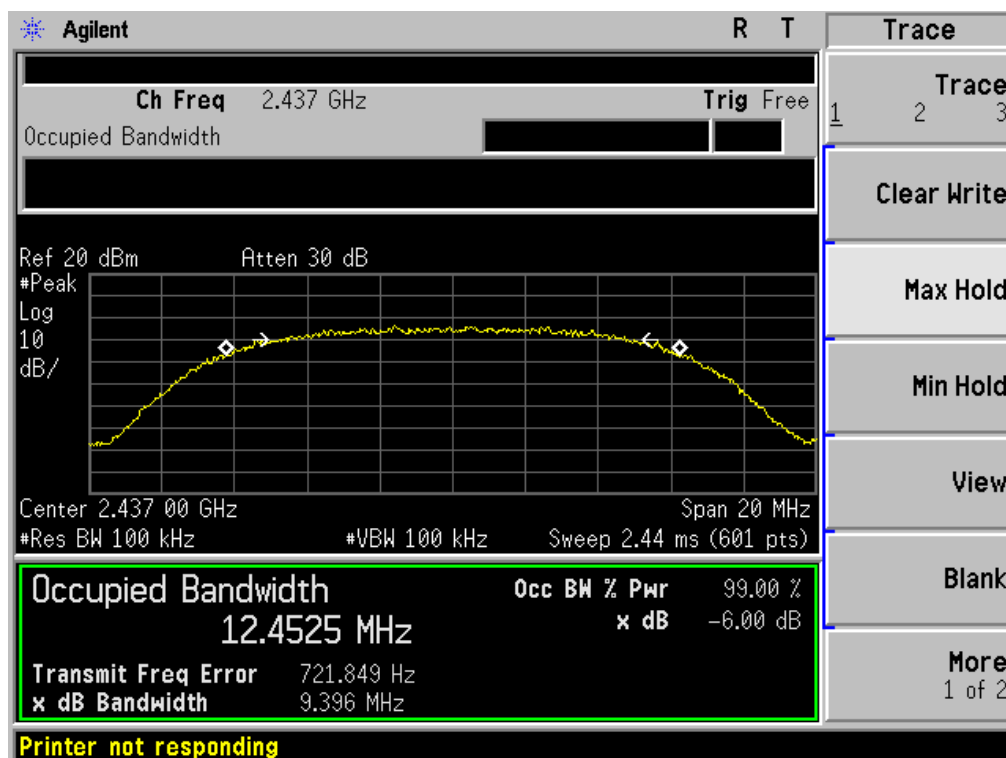 Agilent R T Trace
Ch Freq 2.437 GHz Trig Free
Occupied Bandwidth
Trace
1 2 3
Clear Write
Ref 20 dBm Atten 30 dB
#Peak
Log
10
dB/
Max Hold
Min Hold
View
Center 2.437 00 GHz Span 20 MHz
#Res BW 100 kHz #VBW 100 kHz Sweep 2.44 ms (601 pts)
Occupied Bandwidth Occ BW % Pwr 99.00 %
12.4525 MHz x dB -6.00 dB
Transmit Freq Error 721.849 Hz
x dB Bandwidth 9.396 MHz
Blank
More
1 of 2
Printer not responding